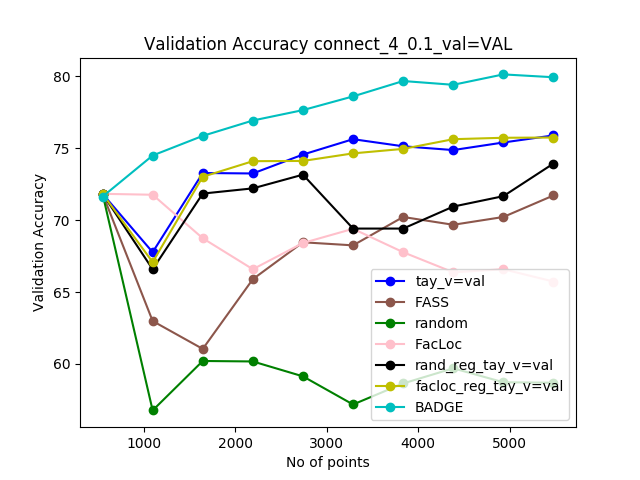 Validation Accuracy connect_4_0.1_val=VAL
Validation Accuracy
80
75
70
65
60
1000
2000
3000
4000
5000
No of points
tay_v=val
FASS
random
FacLoc
rand_reg_tay_v=val
facloc_reg_tay_v=val
BADGE